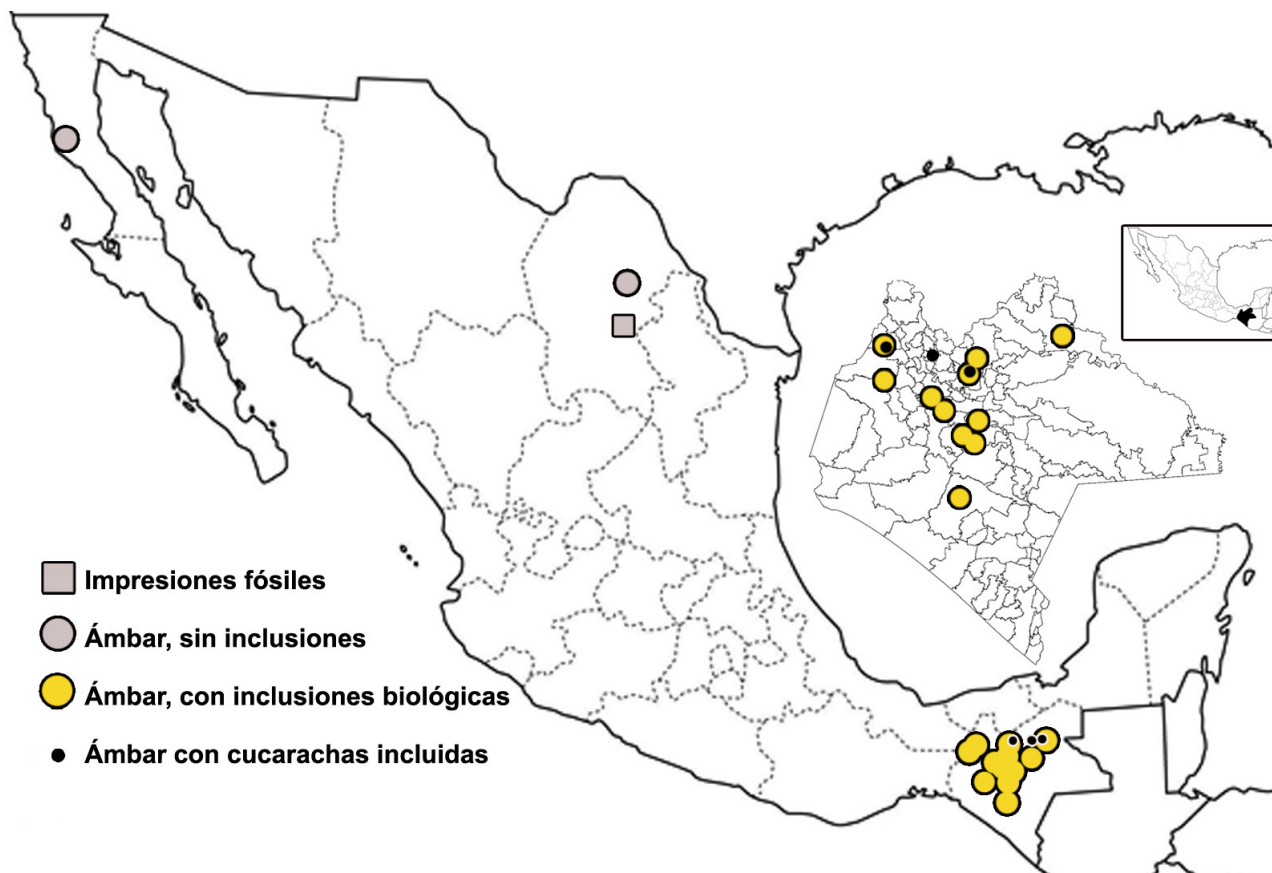 Impresiones fósiles
Ámbar, sin inclusiones
Ámbar, con inclusiones biológicas
Ámbar con cucarachas incluidas